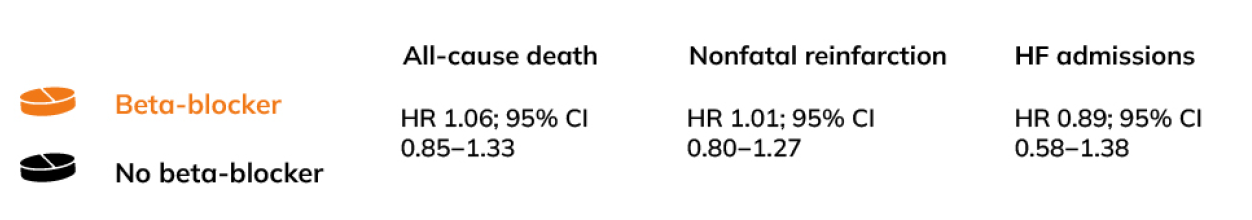 All-cause death Nonfatal reinfarction HF admissions
Beta-blocker
HR 1.06; 95% CI HR 1.01; 95% CI HR 0.89; 95% CI
0.85–1.33 0.80–1.27 0.58–1.38
No beta-blocker